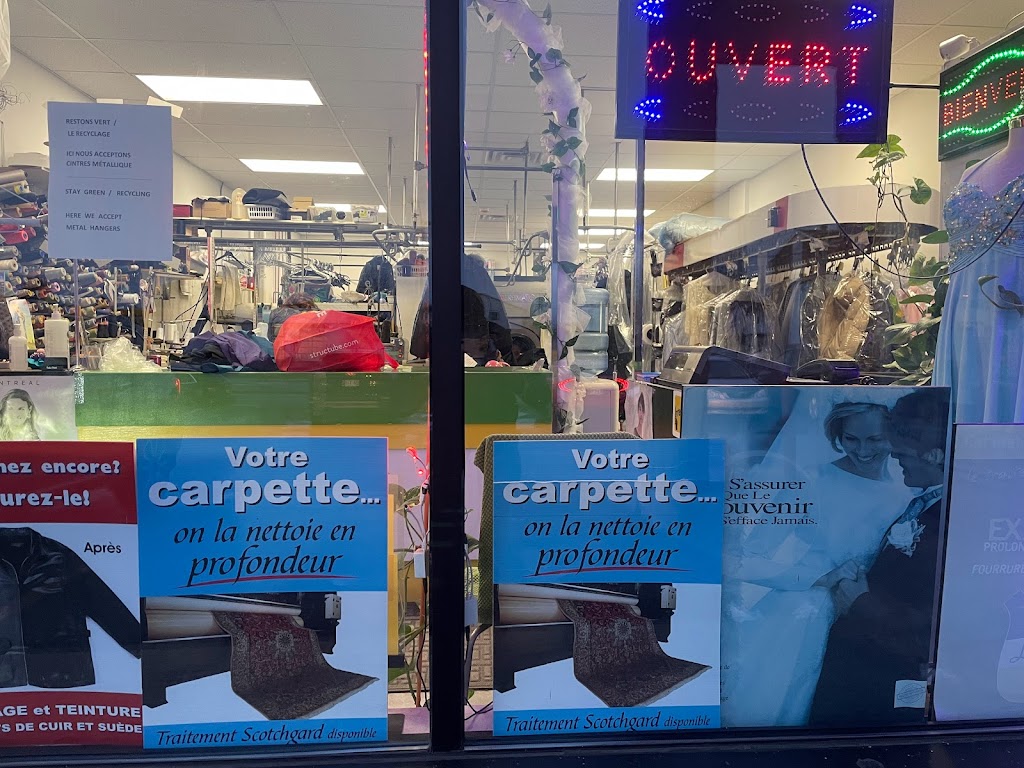 RESTONS VERT /
LE RECYCLAGE
ICI NOUS ACCEPTONS
CINTRES MÉTALLIQUE
STAY GREEN / RECYCLING
HERE WE ACCEPT
METAL HANGERS
OUVERT
BIENVE
structube.com
NTREAL
nez encore?
urez-le!
Après
AGE et TEINTURE
S DE CUIR ET SUÈDE
Votre
carpette...
on la nettoie en
profondeur
Traitement Scotchgard disponible
Votre
carpette...
on la nettoie en
profondeur
Traitement Scotchgard disponible
S'assurer
Que Le
ouvenir
S'efface Jamais.
EX
PROLON
FOURRURE